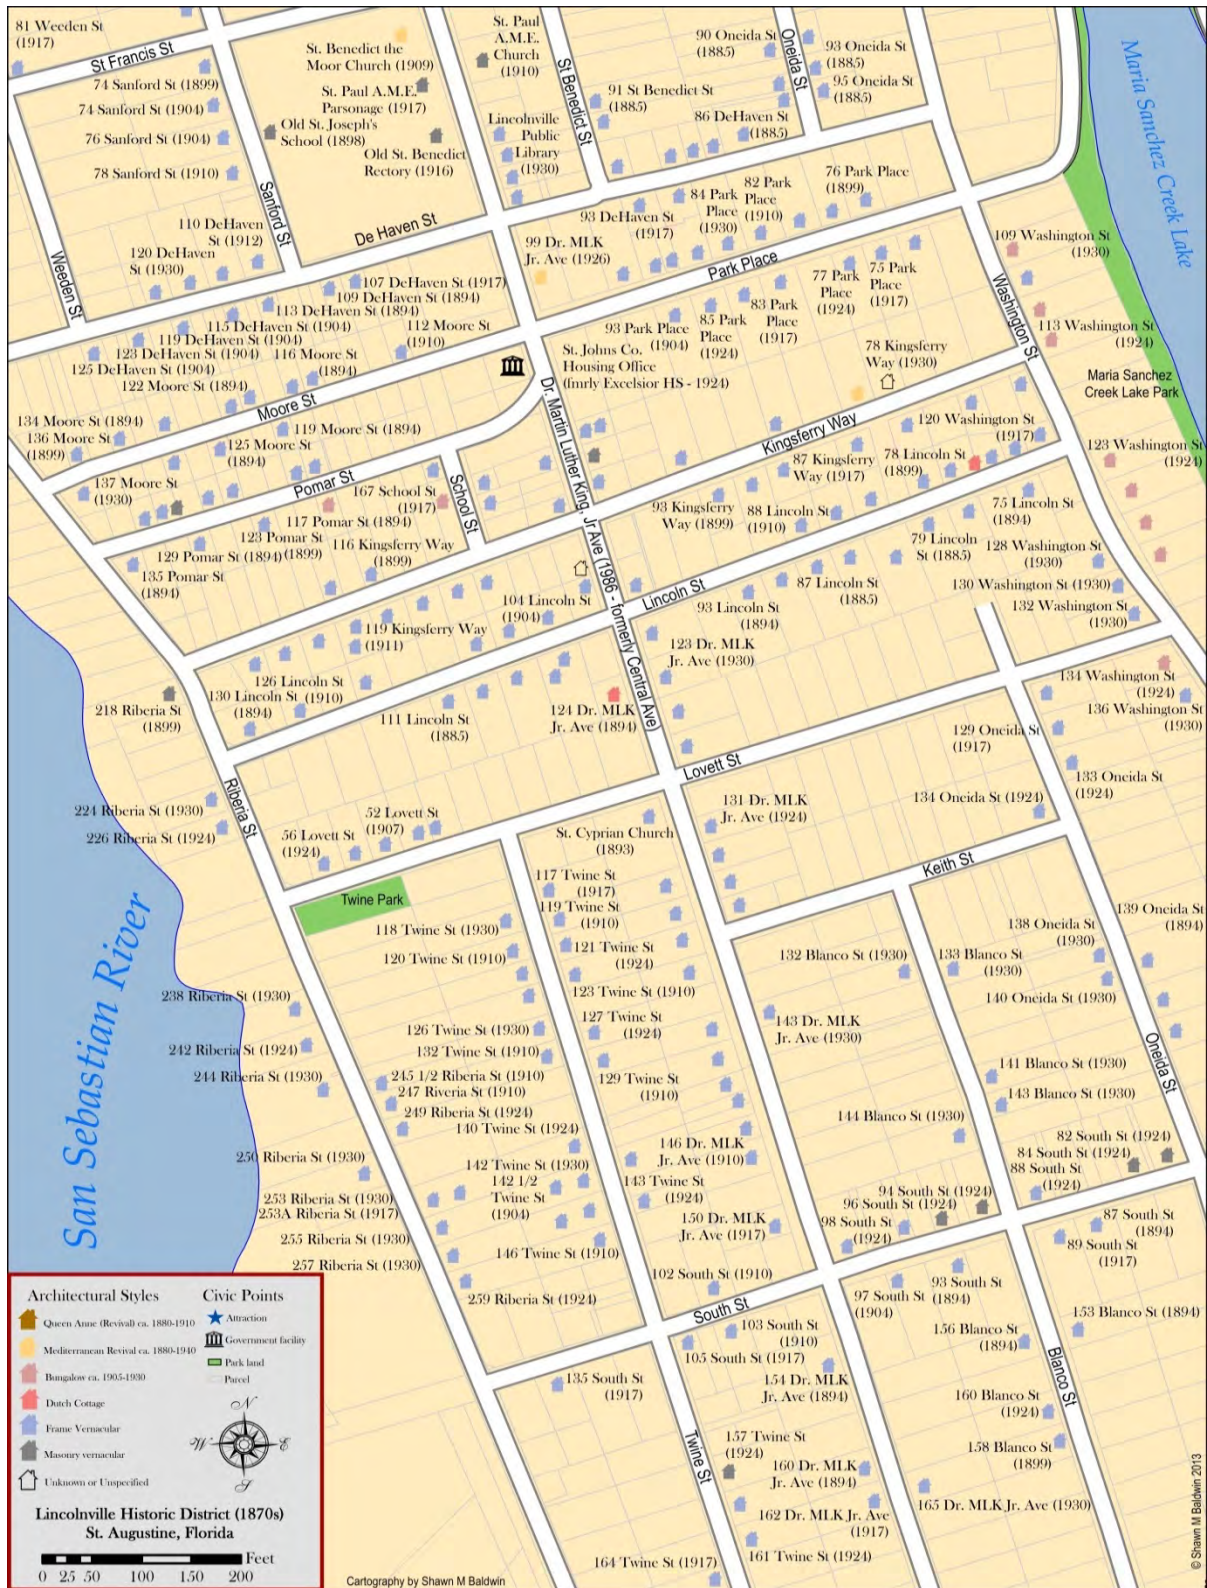 81 Weeden St
(1917)
St Francis St
74 Sanford St (1899)
74 Sanford St (1904)
76 Sanford St (1904)
78 Sanford St (1910)
St. Benedict the
Moor Church (1909)
St. Paul A.M.E.
Parsonage (1917)
Old St. Joseph's
School (1898)
Old St. Benedict
Rectory (1916)
St. Paul
A.M.E.
Church
(1910)
Lincolnville
Public
Library
(1930)
St Benedict St
90 Oneida St
(1885)
Oneida St
93 Oneida St
(1885)
95 Oneida St
(1885)
91 St Benedict St
(1885)
86 DeHaven St
(1885)
Maria Sanchez Creek Lake
Sanford St
Weeden St
De Haven St
110 DeHaven
St (1912)
120 DeHaven
St (1930)
93 DeHaven St
(1917)
84 Park
Place
(1930)
82 Park
Place
(1910)
76 Park Place
(1899)
99 Dr. MLK
Jr. Ave (1926)
Park Place
77 Park
Place
(1924)
75 Park
Place
(1917)
109 Washington St
(1930)
Washington St
113 Washington St
(1924)
Maria Sanchez
Creek Lake Park
107 DeHaven St (1917)
109 DeHaven St (1894)
113 DeHaven St (1894)
115 DeHaven St (1904)
119 DeHaven St (1904)
123 DeHaven St (1904)
125 DeHaven St (1904)
112 Moore St
(1910)
116 Moore St
(1894)
122 Moore St (1894)
Moore St
93 Park Place
(1904)
85 Park
Place
(1924)
83 Park
Place
(1917)
St. Johns Co.
Housing Office
(fmrly Excelsior HS - 1924)
78 Kingsferry
Way (1930)
Kingsferry Way
Dr. Martin Luther King, Jr Ave (1986 - formerly Central Ave)
134 Moore St (1894)
136 Moore St
(1899)
119 Moore St (1894)
125 Moore St
(1894)
137 Moore St
(1930)
Pomar St
School St
167 School St
(1917)
117 Pomar St (1894)
123 Pomar St
(1899)
129 Pomar St (1894)
135 Pomar St
(1894)
116 Kingsferry Way
(1899)
120 Washington St
(1917)
123 Washington St
(1924)
87 Kingsferry
Way (1917)
78 Lincoln St
(1899)
93 Kingsferry
Way (1899)
88 Lincoln St
(1910)
75 Lincoln St
(1894)
79 Lincoln
St (1885)
128 Washington St
(1930)
130 Washington St (1930)
132 Washington St
(1930)
87 Lincoln St
(1885)
93 Lincoln St
(1894)
Lincoln St
104 Lincoln St
(1904)
119 Kingsferry Way
(1911)
126 Lincoln St
(1910)
130 Lincoln St
(1894)
111 Lincoln St
(1885)
123 Dr. MLK
Jr. Ave (1930)
124 Dr. MLK
Jr. Ave (1894)
218 Riberia St
(1899)
134 Washington St
(1924)
136 Washington St
(1930)
129 Oneida St
(1917)
133 Oneida St
(1924)
134 Oneida St (1924)
Lovett St
Riberia St
224 Riberia St (1930)
226 Riberia St (1924)
52 Lovett St
(1907)
56 Lovett St
(1924)
St. Cyprian Church
(1893)
131 Dr. MLK
Jr. Ave (1924)
Keith St
Twine Park
117 Twine St
(1917)
119 Twine St
(1910)
121 Twine St
(1924)
123 Twine St (1910)
127 Twine St
(1924)
129 Twine St
(1910)
118 Twine St (1930)
120 Twine St (1910)
126 Twine St (1930)
132 Twine St (1910)
132 Blanco St (1930)
133 Blanco St
(1930)
138 Oneida St
(1930)
139 Oneida St
(1894)
140 Oneida St (1930)
Oneida St
San Sebastian River
238 Riberia St (1930)
242 Riberia St (1924)
244 Riberia St (1930)
245 1/2 Riberia St (1910)
247 Riveria St (1910)
249 Riberia St (1924)
140 Twine St (1924)
143 Dr. MLK
Jr. Ave (1930)
141 Blanco St (1930)
143 Blanco St (1930)
144 Blanco St (1930)
250 Riberia St (1930)
142 Twine St (1930)
142 1/2
Twine St
(1904)
146 Dr. MLK
Jr. Ave (1910)
143 Twine St
(1924)
82 South St (1924)
84 South St (1924)
88 South St
(1924)
94 South St (1924)
96 South St (1924)
98 South St
(1924)
253 Riberia St (1930)
253A Riberia St (1917)
255 Riberia St (1930)
257 Riberia St (1930)
146 Twine St (1910)
150 Dr. MLK
Jr. Ave (1917)
87 South St
(1894)
89 South St
(1917)
259 Riberia St (1924)
102 South St (1910)
South St
97 South St
(1904)
93 South St
(1894)
153 Blanco St (1894)
103 South St
(1910)
105 South St (1917)
156 Blanco St
(1894)
Blanco St
135 South St
(1917)
154 Dr. MLK
Jr. Ave (1894)
160 Blanco St
(1924)
158 Blanco St
(1899)
157 Twine St
(1924)
Twine St
160 Dr. MLK
Jr. Ave (1894)
162 Dr. MLK Jr. Ave
(1917)
165 Dr. MLK Jr. Ave (1930)
161 Twine St (1924)
164 Twine St (1917)
Architectural Styles
Queen Anne (Revival) ca. 1880-1910
Mediterranean Revival ca. 1880-1940
Bungalow ca. 1905-1930
Dutch Cottage
Frame Vernacular
Masonry vernacular
Unknown or Unspecified
Civic Points
Attraction
Government facility
Park land
Parcel
N
W
E
S
Lincolnville Historic District (1870s)
St. Augustine, Florida
Feet
0 25 50 100 150 200
Cartography by Shawn M Baldwin
© Shawn M Baldwin 2013